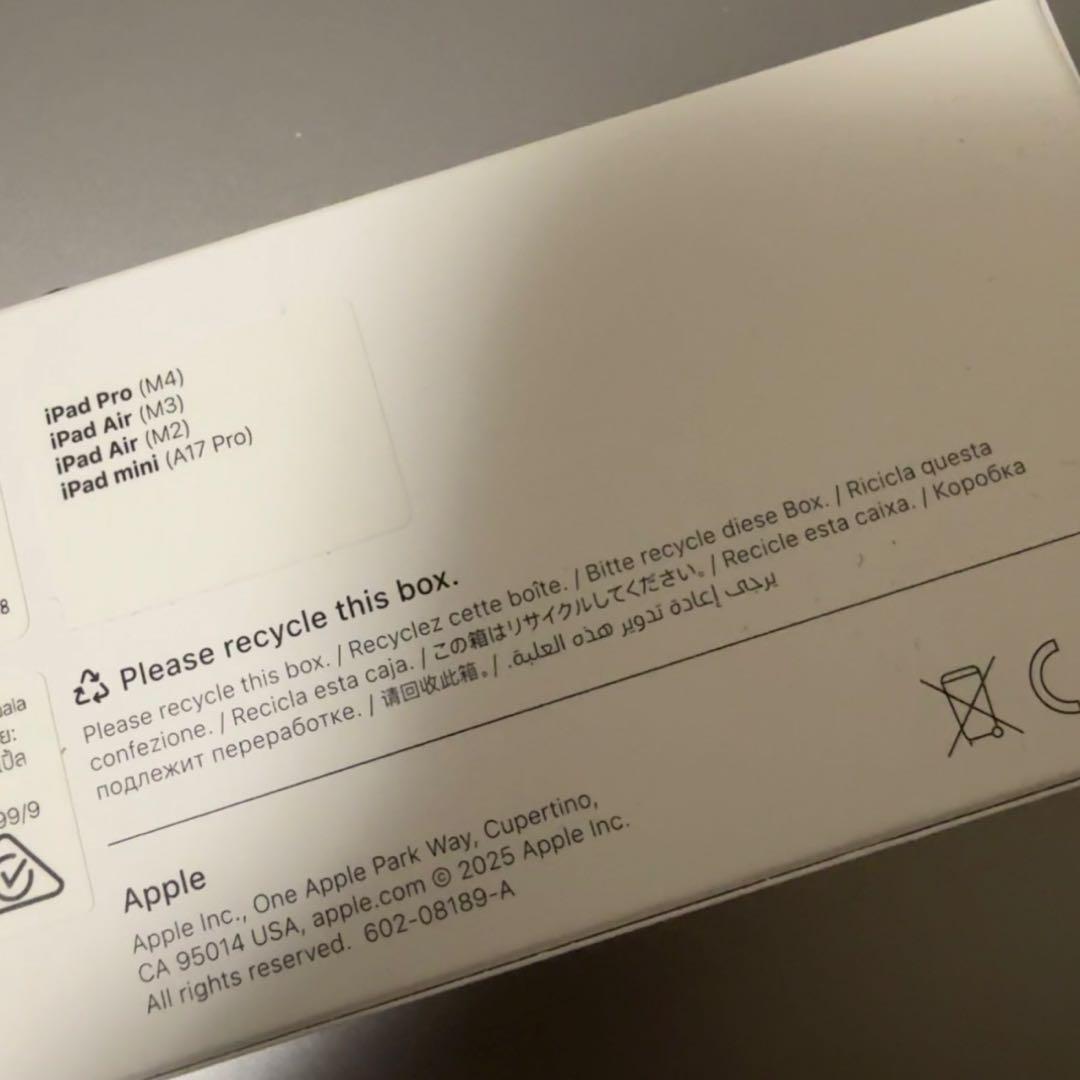 iPad Pro (M4)
iPad Air (M3)
iPad Air (M2)
iPad mini (A17 Pro)
8
99/9
Please recycle this box.
Please recycle this box. / Recyclez cette boîte. / Bitte recycle diese Box. / Ricicla questa
confezione. / Recicla esta caja. / この箱はリサイクルしてください。/ Recicle esta caixa. / Коробка
подлежит переработке. / 请回收此箱。/ يرجى إعادة تدوير هذه العلبة.
Apple
Apple Inc., One Apple Park Way, Cupertino,
CA 95014 USA, apple.com © 2025 Apple Inc.
All rights reserved. 602-08189-A